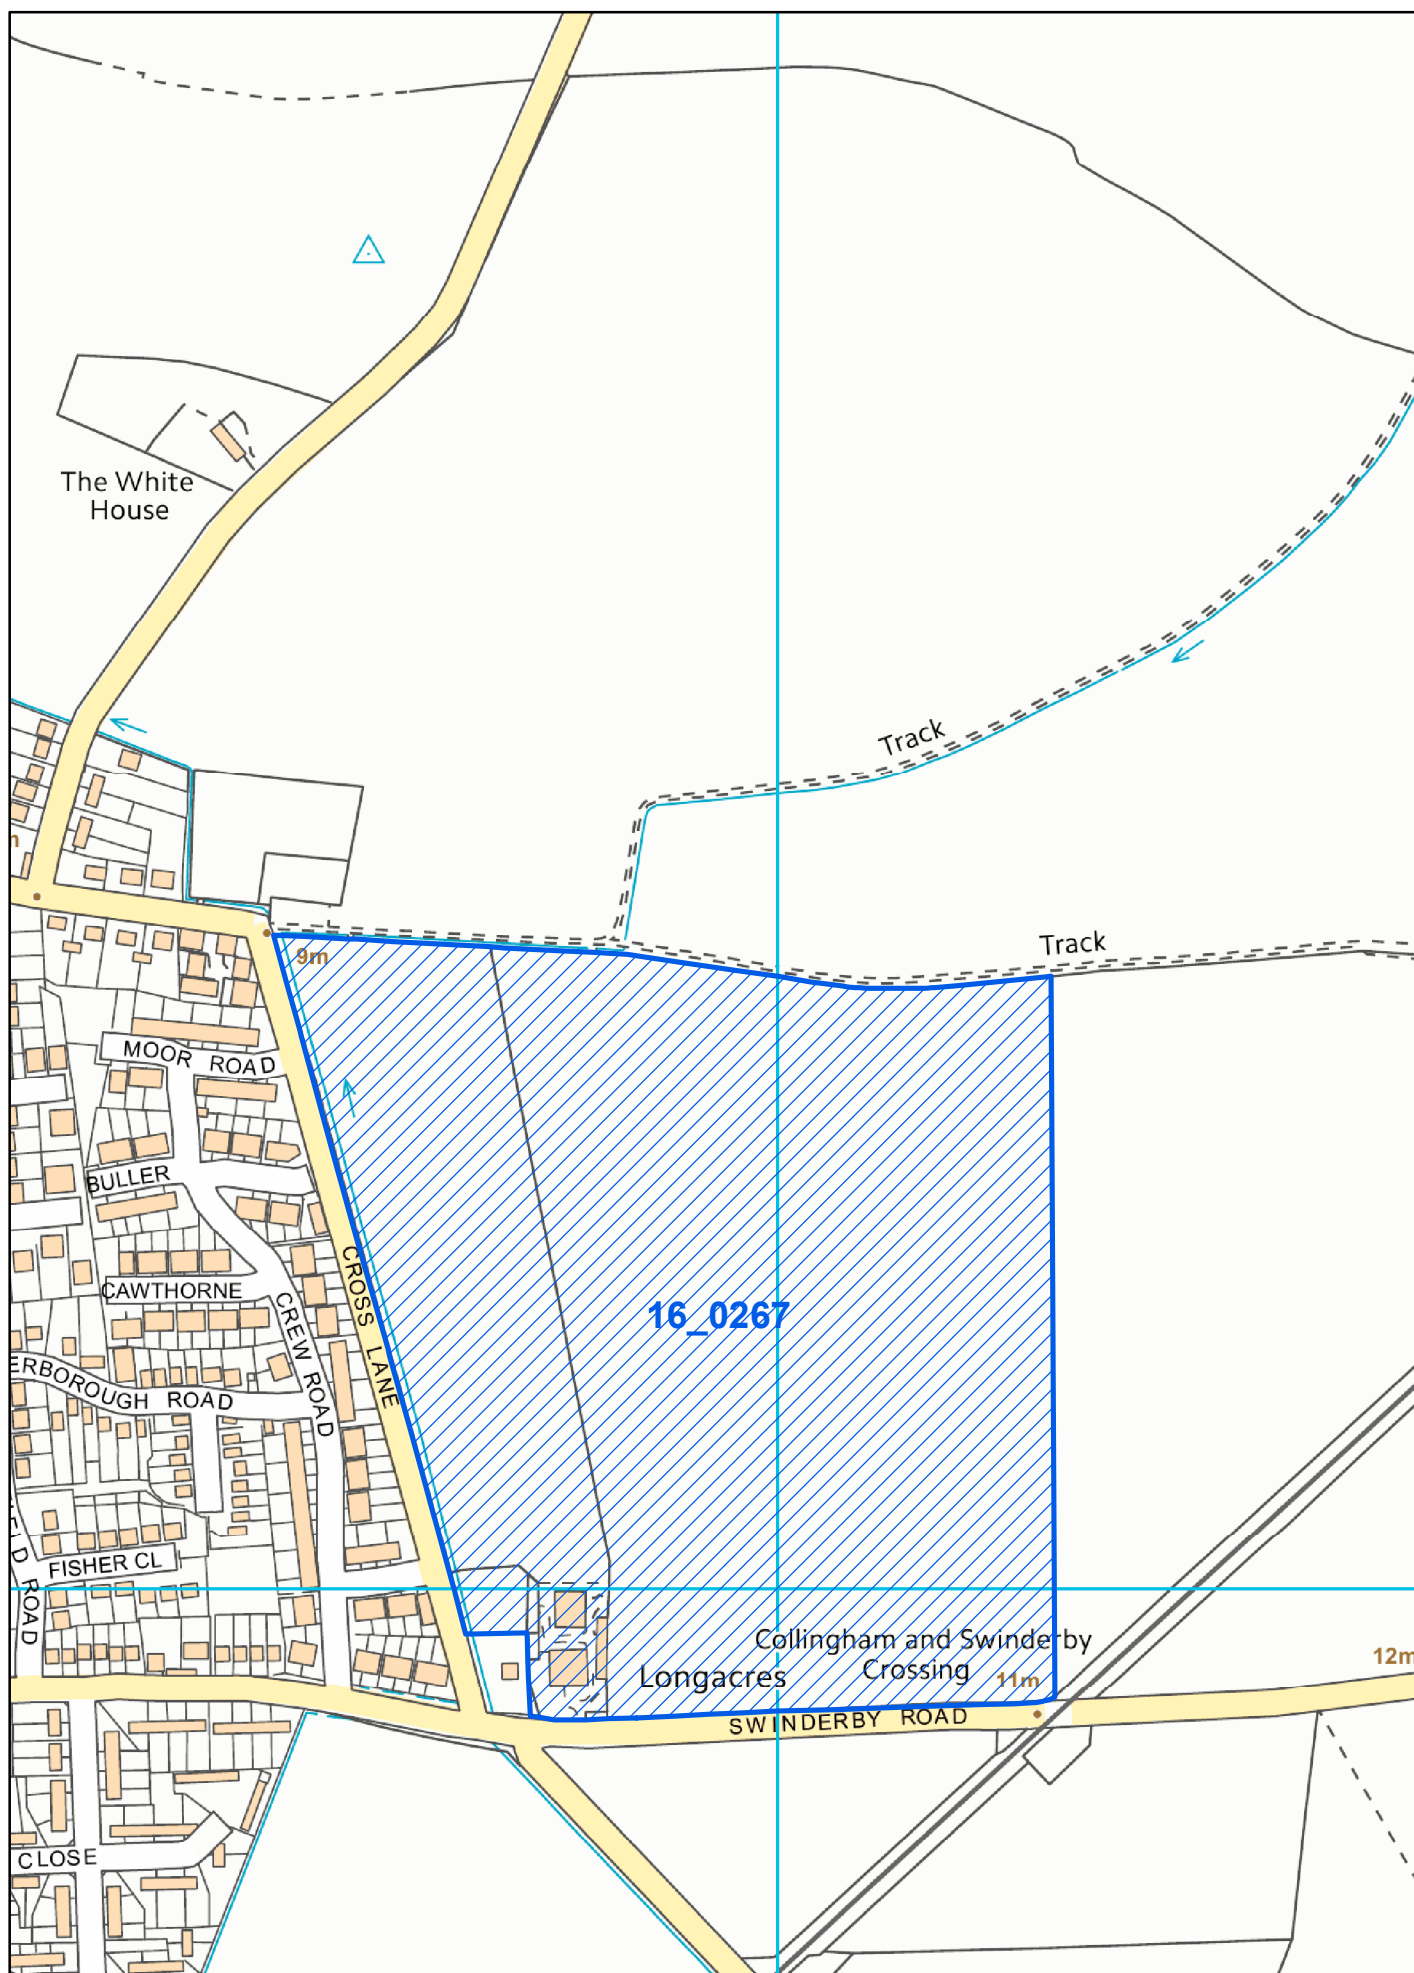 The White
House
Track
Track
9m
MOOR ROAD
BULLER
CAWTHORNE
CREW ROAD
CROSS LANE
16_0267
ERBOROUGH ROAD
FISHER CL
ROAD
Collingham and Swinderby
Crossing
Longacres
11m
12m
SWINDERBY ROAD
CLOSE